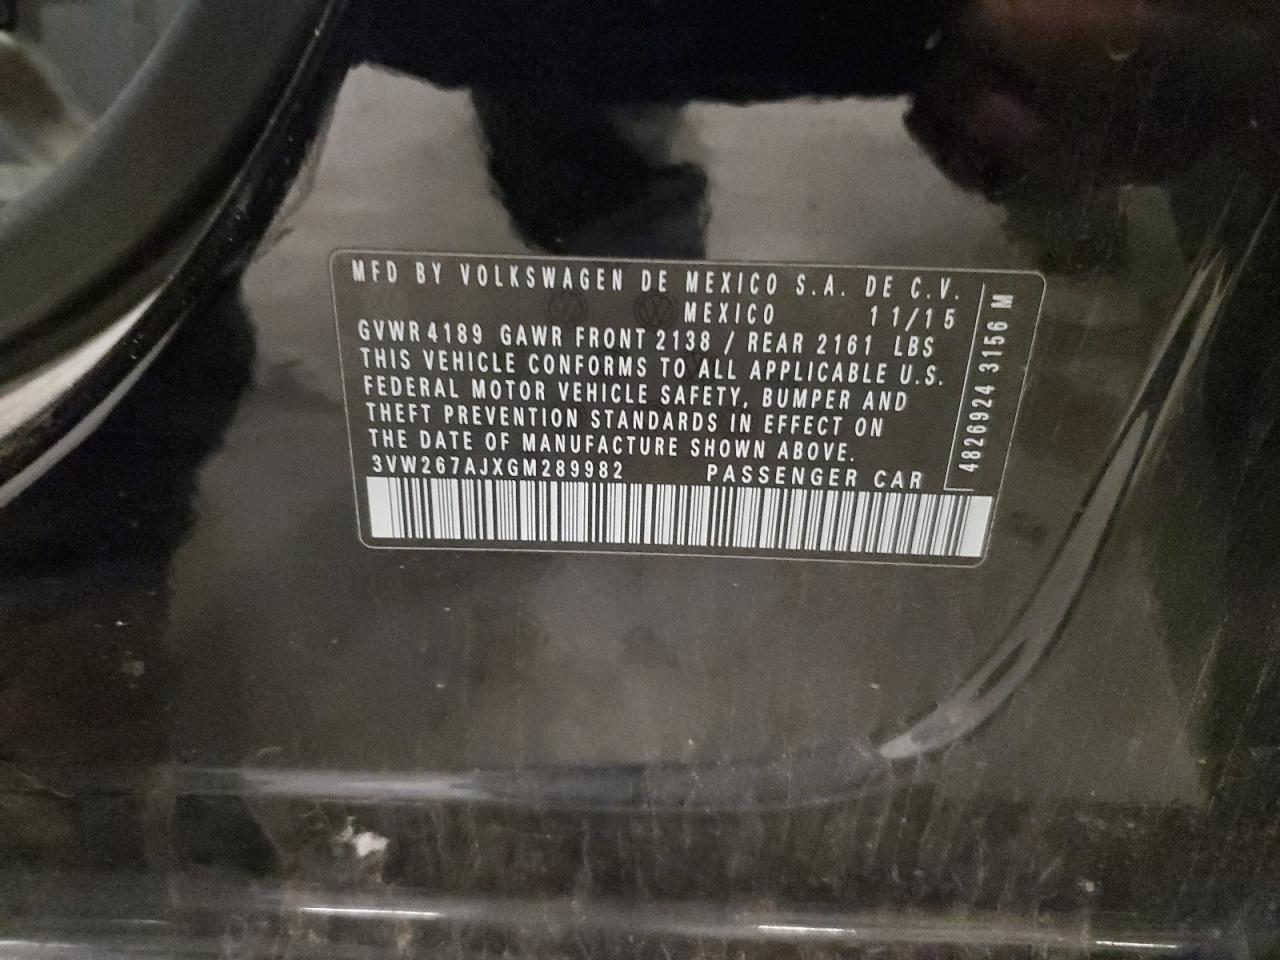 MFD BY VOLKSWAGEN DE MEXICO S.A. DE C.V.
MEXICO 11/15
GVWR 4189 GAWR FRONT 2138 / REAR 2161 LBS
THIS VEHICLE CONFORMS TO ALL APPLICABLE U.S.
FEDERAL MOTOR VEHICLE SAFETY, BUMPER AND
THEFT PREVENTION STANDARDS IN EFFECT ON
THE DATE OF MANUFACTURE SHOWN ABOVE.
3VW267AJXGM289982 PASSENGER CAR
4826924 3156 M